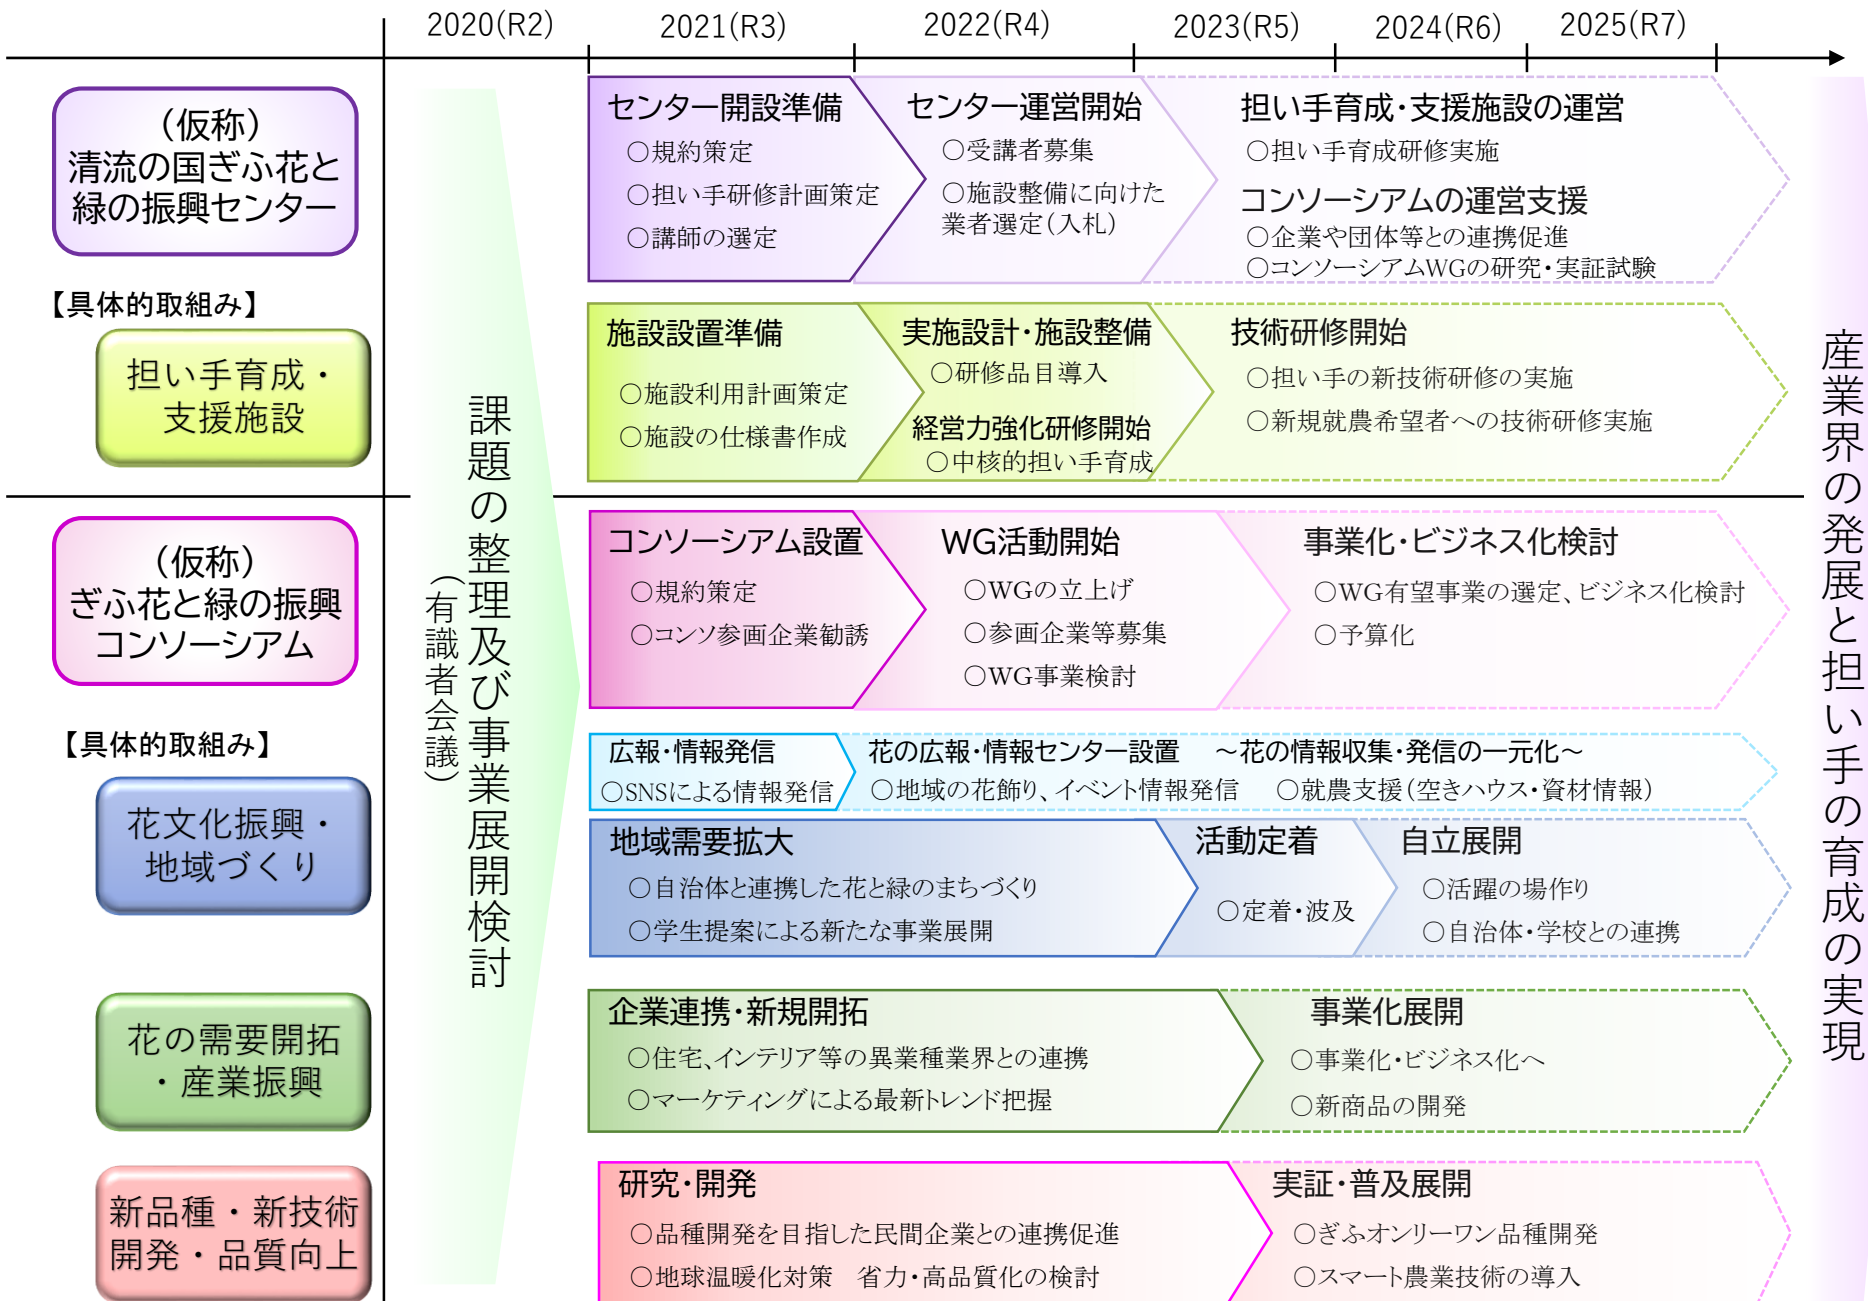 2020(R2)
2021(R3)
2022(R4)
2023(R5)
2024(R6)
2025(R7)
（仮称）
清流の国ぎふ花と
緑の振興センター
センター開設準備
○規約策定
○担い手研修計画策定
○講師の選定
センター運営開始
○受講者募集
○施設整備に向けた
業者選定（入札）
担い手育成・支援施設の運営
○担い手育成研修実施
コンソーシアムの運営支援
○企業や団体等との連携促進
○コンソーシアムWGの研究・実証試験
【具体的取組み】
担い手育成・
支援施設
施設設置準備
○施設利用計画策定
○施設の仕様書作成
実施設計・施設整備
○研修品目導入
経営力強化研修開始
○中核的担い手育成
技術研修開始
○担い手の新技術研修の実施
○新規就農希望者への技術研修実施
課題の整理及び事業展開検討
（有識者会議）
産業界の発展と担い手の育成の実現
（仮称）
ぎふ花と緑の振興
コンソーシアム
コンソーシアム設置
○規約策定
○コンソ参画企業勧誘
WG活動開始
○WGの立上げ
○参画企業等募集
○WG事業検討
事業化・ビジネス化検討
○WG有望事業の選定、ビジネス化検討
○予算化
【具体的取組み】
花文化振興・
地域づくり
広報・情報発信
○SNSによる情報発信
花の広報・情報センター設置　～花の情報収集・発信の一元化～
○地域の花飾り、イベント情報発信　○就農支援（空きハウス・資材情報）
地域需要拡大
○自治体と連携した花と緑のまちづくり
○学生提案による新たな事業展開
活動定着
○定着・波及
自立展開
○活躍の場作り
○自治体・学校との連携
花の需要開拓
・産業振興
企業連携・新規開拓
○住宅、インテリア等の異業種業界との連携
○マーケティングによる最新トレンド把握
事業化展開
○事業化・ビジネス化へ
○新商品の開発
新品種・新技術
開発・品質向上
研究・開発
○品種開発を目指した民間企業との連携促進
○地球温暖化対策　省力・高品質化の検討
実証・普及展開
○ぎふオンリーワン品種開発
○スマート農業技術の導入